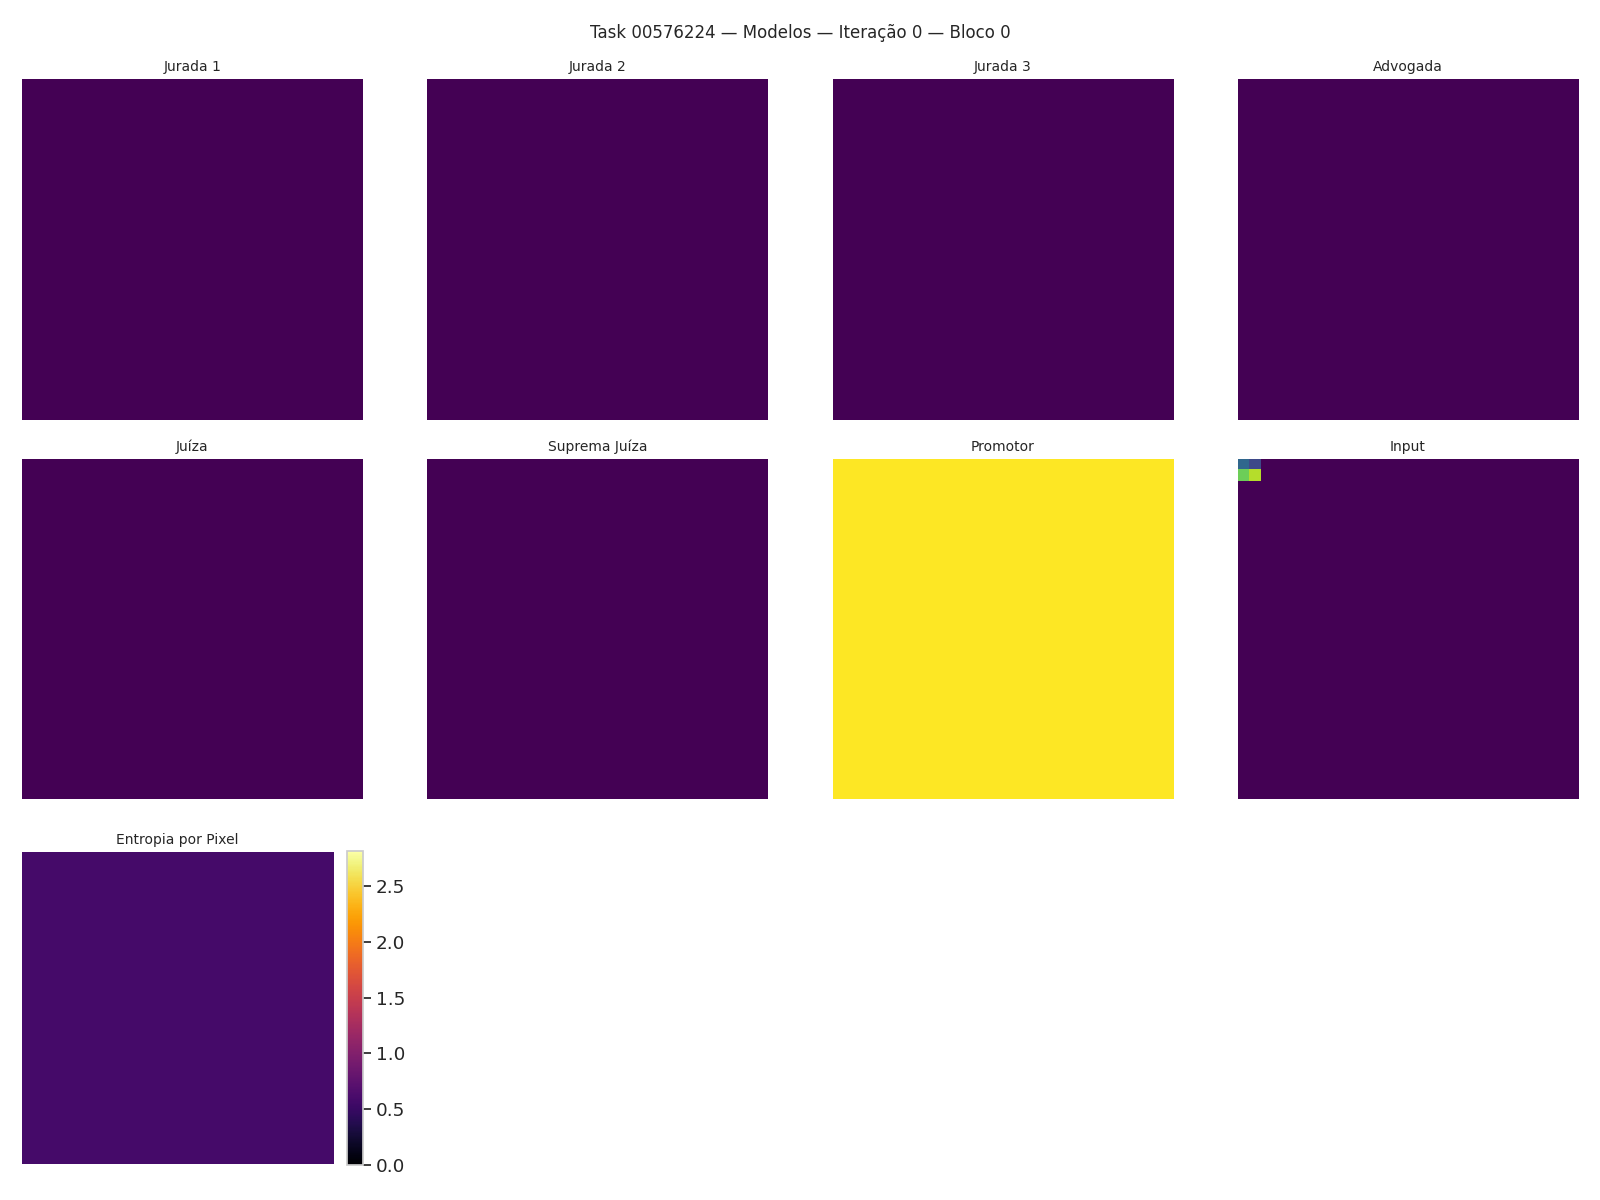 Task 00576224 — Modelos — Iteração 0 — Bloco 0
Jurada 1
Jurada 2
Jurada 3
Advogada
Juíza
Suprema Juíza
Promotor
Input
Entropia por Pixel
2.5
2.0
1.5
1.0
0.5
0.0